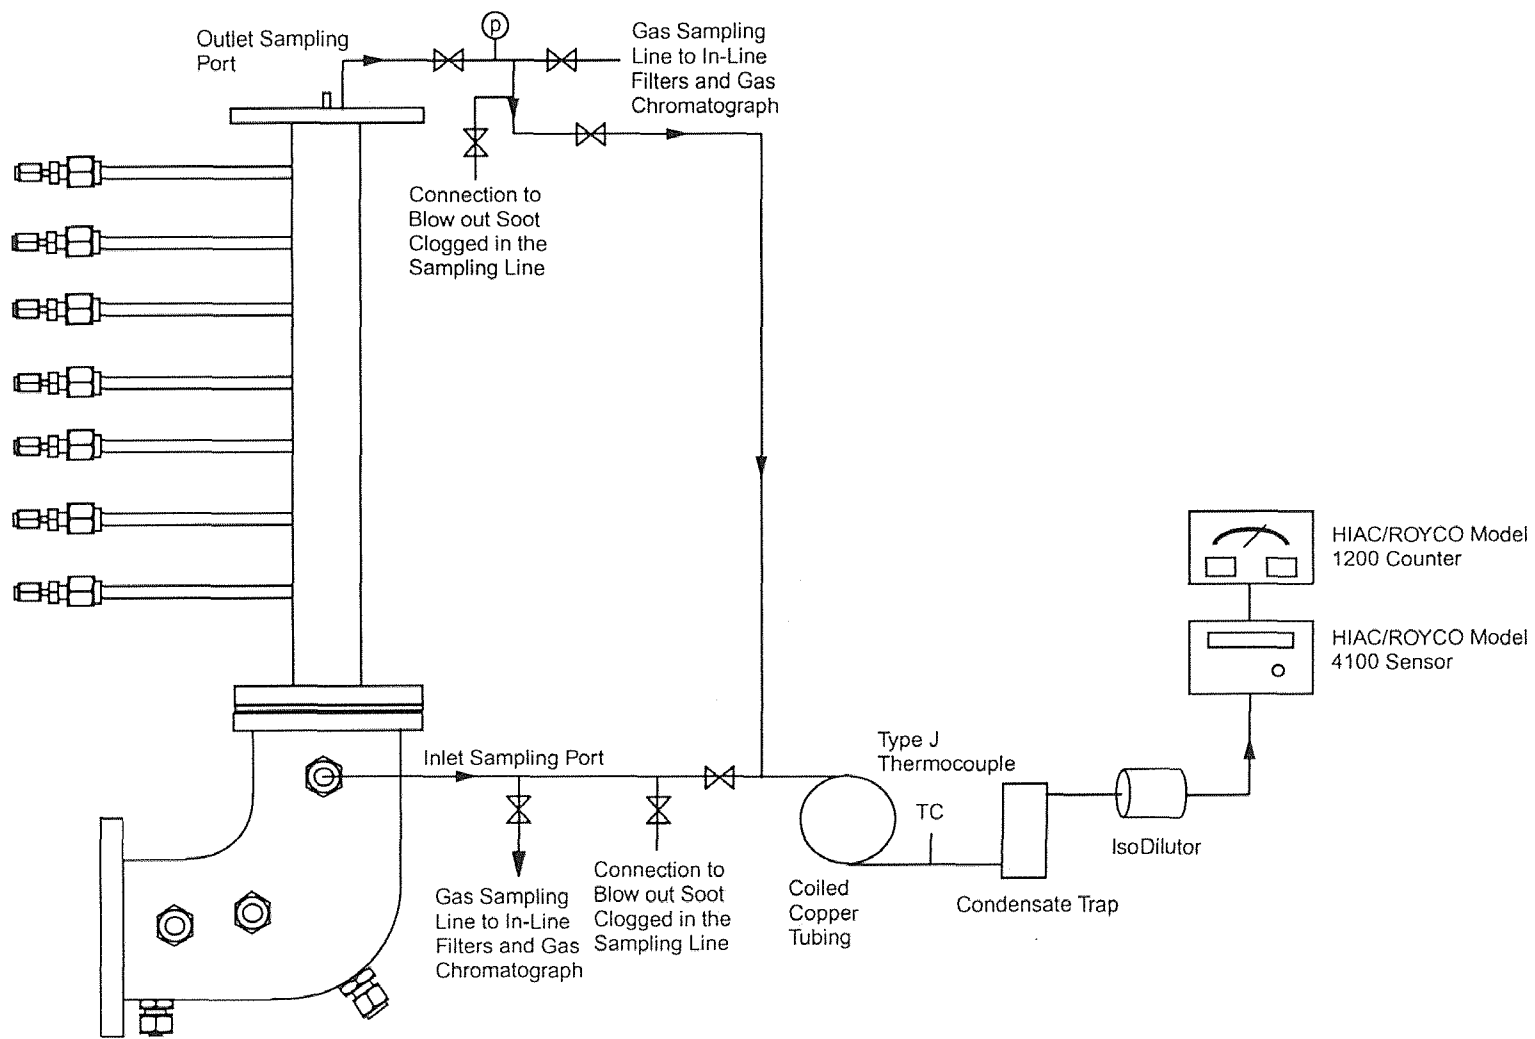 Outlet Sampling
Port
p
Gas Sampling
Line to In-Line
Filters and Gas
Chromatograph
Connection to
Blow out Soot
Clogged in the
Sampling Line
HIAC/ROYCO Model
1200 Counter
HIAC/ROYCO Model
4100 Sensor
Inlet Sampling Port
Type J
Thermocouple
TC
IsoDilutor
Condensate Trap
Coiled
Copper
Tubing
Gas Sampling
Line to In-Line
Filters and Gas
Chromatograph
Connection to
Blow out Soot
Clogged in the
Sampling Line